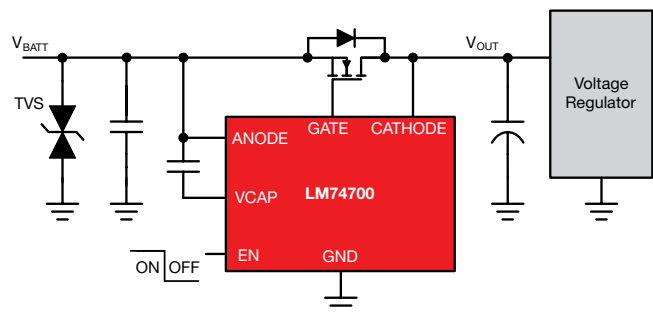 VBATT
VOUT
TVS
Voltage
Regulator
GATE
CATHODE
ANODE
LM74700
VCAP
EN
GND
ON
OFF